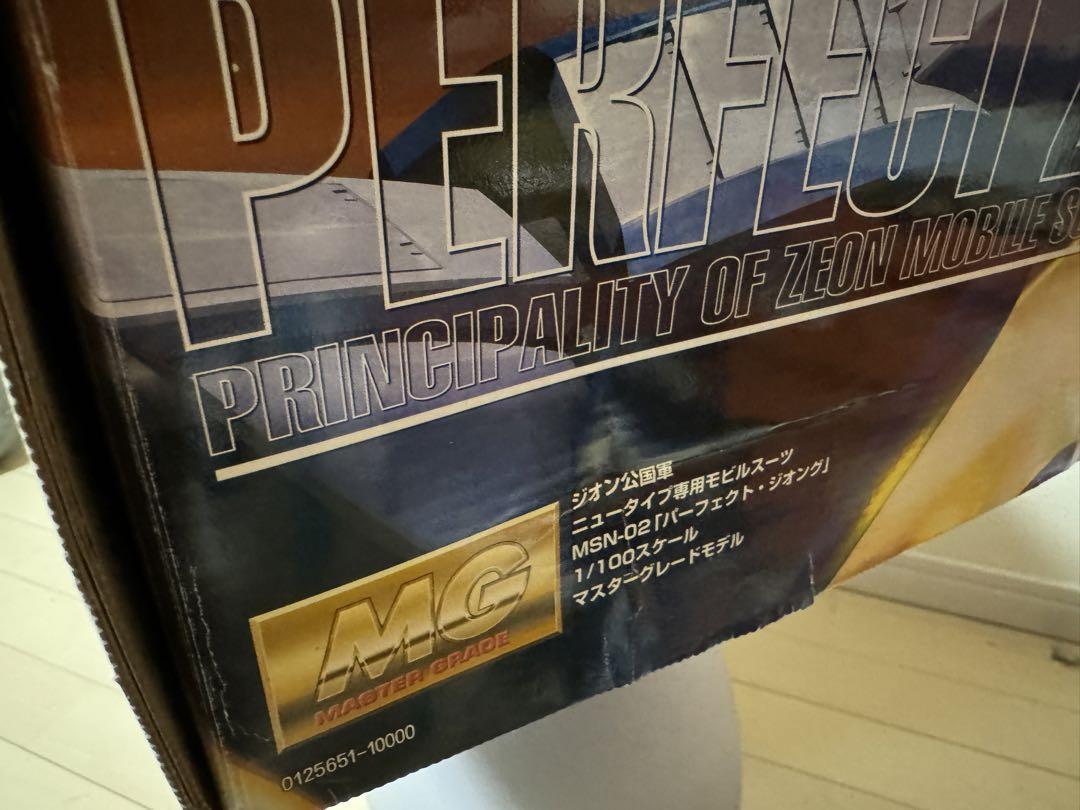 PERFECT
PRINCIPALITY OF ZEON MOBILE
ジオン公国軍
ニュータイプ専用モビルスーツ
MSN-02「パーフェクト・ジオング」
1/100スケール
マスターグレードモデル
MG
MASTER GRADE
0125651-10000